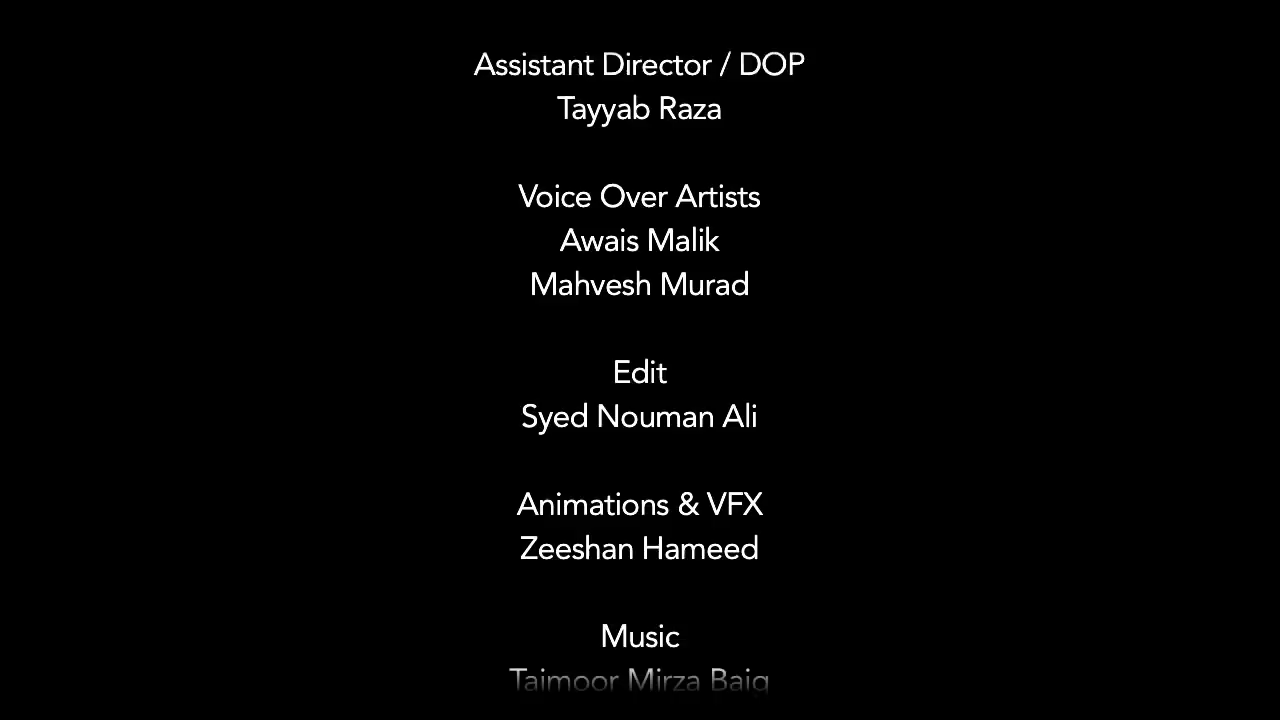 Assistant Director / DOP
Tayyab Raza
Voice Over Artists
Awais Malik
Mahvesh Murad
Edit
Syed Nouman Ali
Animations & VFX
Zeeshan Hameed
Music
Taimoor Mirza Baig